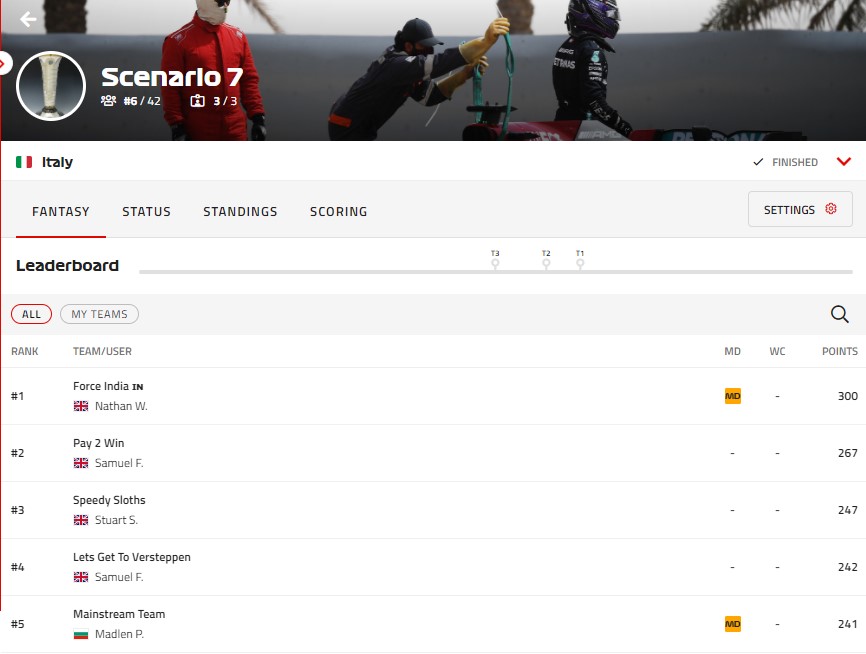 Scenario 7
#6 / 42 3 / 3
PETRONAS
Italy
FINISHED
FANTASY STATUS STANDINGS SCORING
SETTINGS
Leaderboard
T3 T2 T1
ALL MY TEAMS
RANK TEAM/USER MD WC POINTS
Force India IN
#1 MD - 300
Nathan W.
Pay 2 Win
#2 - - 267
Samuel F.
Speedy Sloths
#3 - - 247
Stuart S.
Lets Get To Versteppen
#4 - - 242
Samuel F.
Mainstream Team
#5 MD - 241
Madlen P.